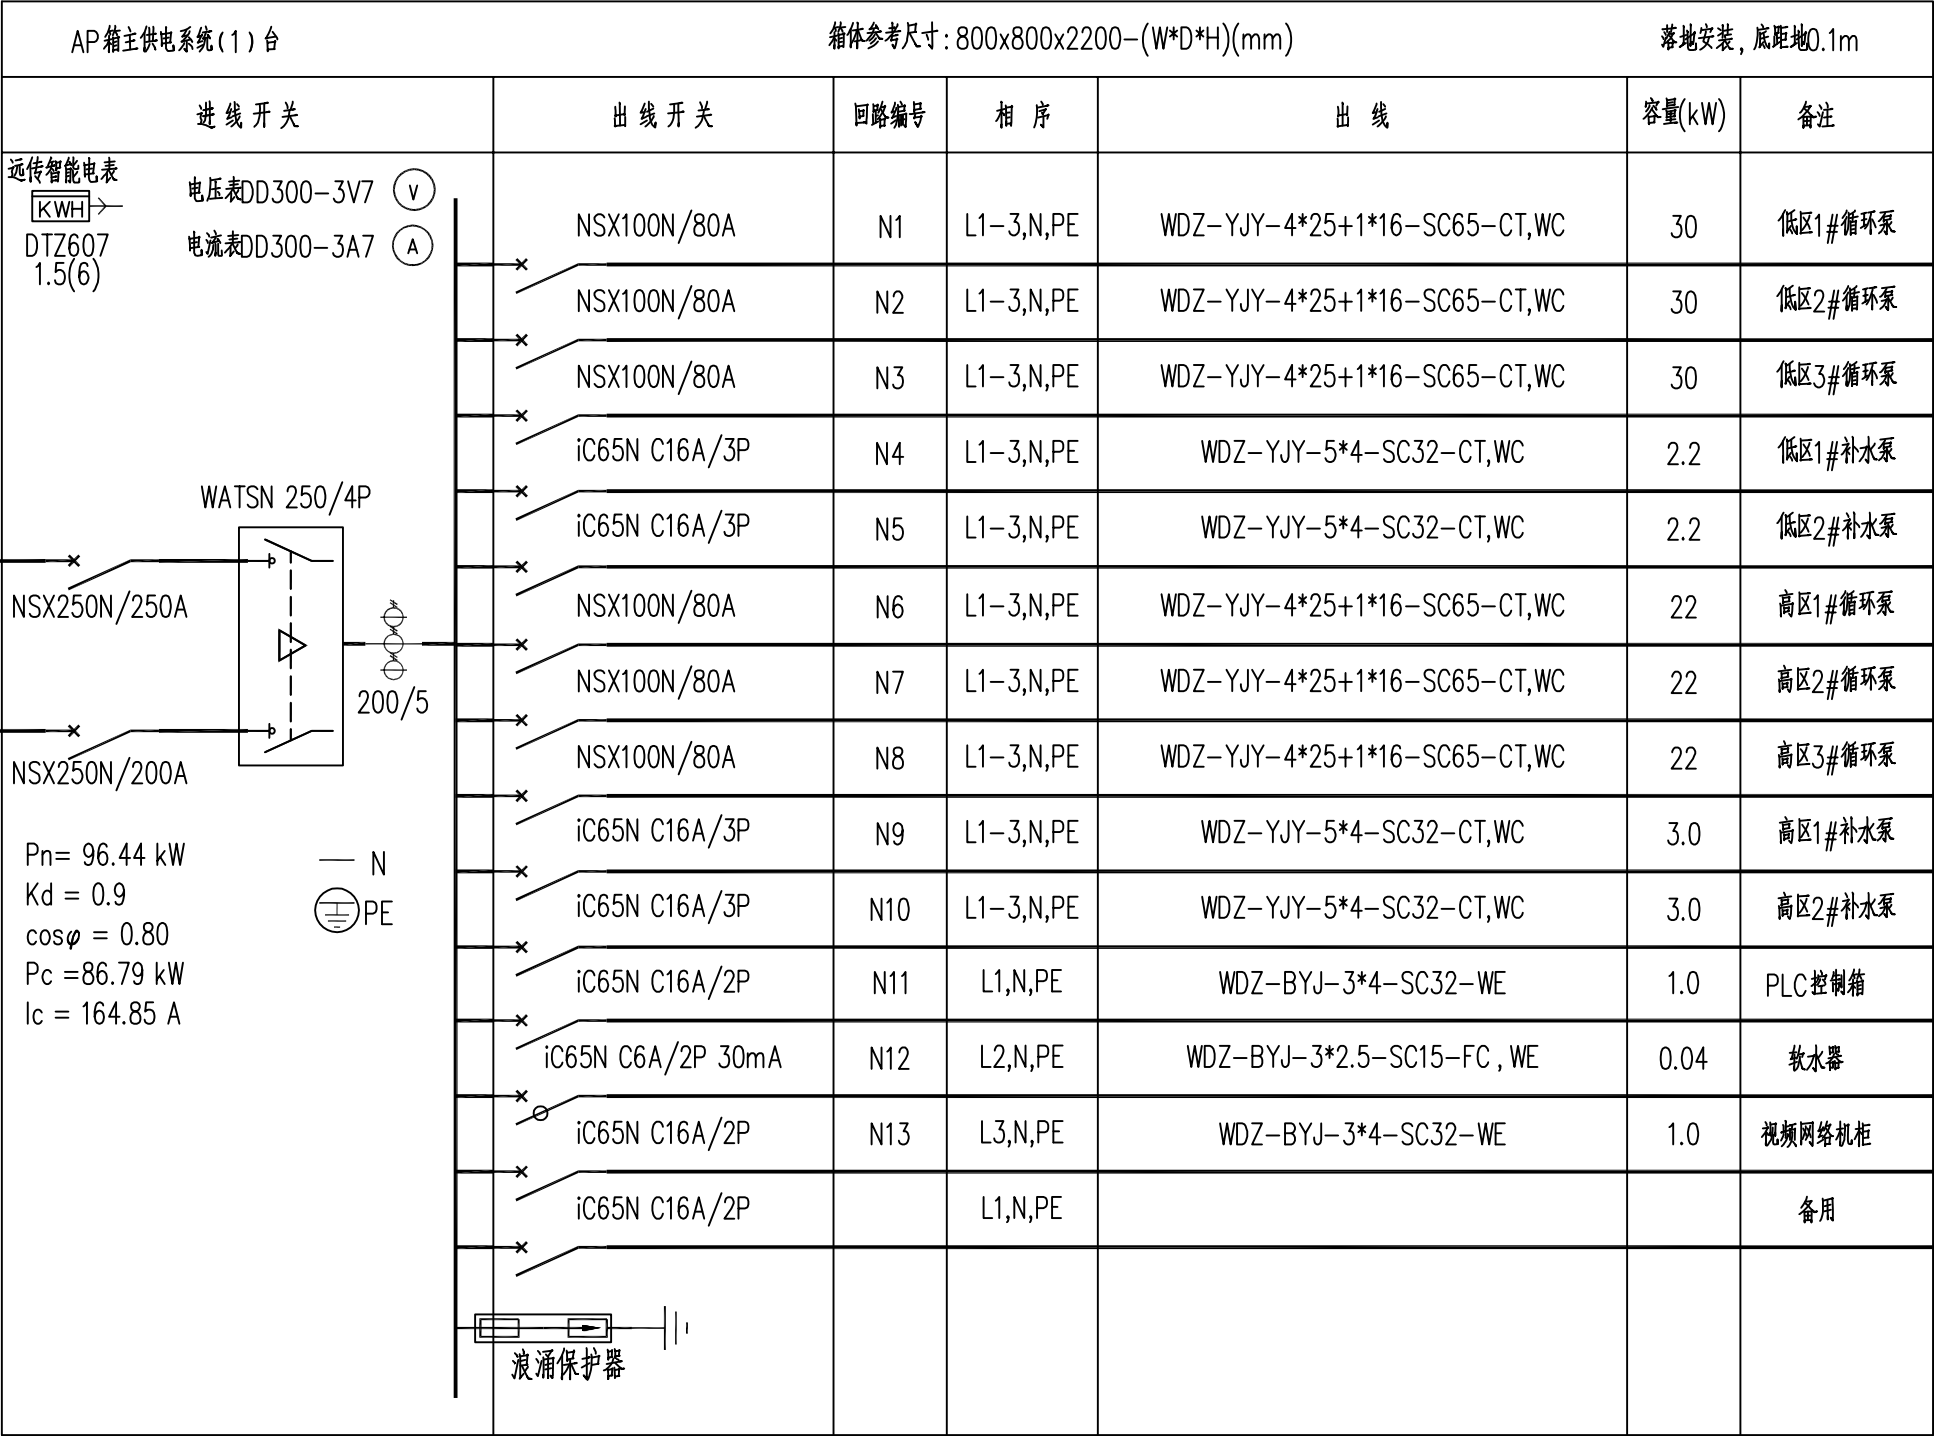 AP箱主供电系统(1)台 箱体参考尺寸:800x800x2200-(W*D*H)(mm) 落地安装,底距地0.1m
进线开关 出线开关 回路编号 相序 出线 容量(kW) 备注
远传智能电表
KWH
DTZ607
1.5(6)
电压表DD300-3V7 V
电流表DD300-3A7 A
WATSN 250/4P
NSX250N/250A
200/5
NSX250N/200A
Pn= 96.44 kW
Kd = 0.9
cosφ = 0.80
Pc =86.79 kW
Ic = 164.85 A
N
PE
NSX100N/80A N1 L1-3,N,PE WDZ-YJY-4*25+1*16-SC65-CT,WC 30 低区1#循环泵
NSX100N/80A N2 L1-3,N,PE WDZ-YJY-4*25+1*16-SC65-CT,WC 30 低区2#循环泵
NSX100N/80A N3 L1-3,N,PE WDZ-YJY-4*25+1*16-SC65-CT,WC 30 低区3#循环泵
iC65N C16A/3P N4 L1-3,N,PE WDZ-YJY-5*4-SC32-CT,WC 2.2 低区1#补水泵
iC65N C16A/3P N5 L1-3,N,PE WDZ-YJY-5*4-SC32-CT,WC 2.2 低区2#补水泵
NSX100N/80A N6 L1-3,N,PE WDZ-YJY-4*25+1*16-SC65-CT,WC 22 高区1#循环泵
NSX100N/80A N7 L1-3,N,PE WDZ-YJY-4*25+1*16-SC65-CT,WC 22 高区2#循环泵
NSX100N/80A N8 L1-3,N,PE WDZ-YJY-4*25+1*16-SC65-CT,WC 22 高区3#循环泵
iC65N C16A/3P N9 L1-3,N,PE WDZ-YJY-5*4-SC32-CT,WC 3.0 高区1#补水泵
iC65N C16A/3P N10 L1-3,N,PE WDZ-YJY-5*4-SC32-CT,WC 3.0 高区2#补水泵
iC65N C16A/2P N11 L1,N,PE WDZ-BYJ-3*4-SC32-WE 1.0 PLC控制箱
iC65N C6A/2P 30mA N12 L2,N,PE WDZ-BYJ-3*2.5-SC15-FC,WE 0.04 软水器
iC65N C16A/2P N13 L3,N,PE WDZ-BYJ-3*4-SC32-WE 1.0 视频网络机柜
iC65N C16A/2P L1,N,PE 备用
浪涌保护器